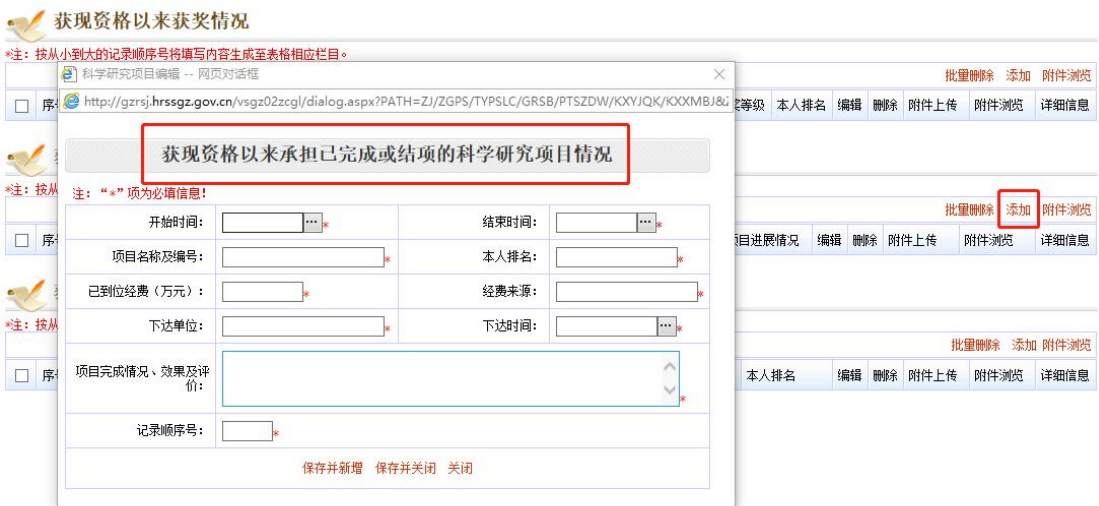 获现资格以来获奖情况
*注：按从小到大的记录顺序号将填写内容生成至表格相应栏目。
批量删除 添加 附件浏览
序
奖等级 本人排名 编辑 删除 附件上传 附件浏览 详细信息
科学研究项目编辑 -- 网页对话框
http://gzrsj.hrssgz.gov.cn/vsgz02zcgl/dialog.aspx?PATH=ZJ/ZGPS/TYPSLC/GRSB/PTSZDW/KXYJQK/KXXMBJ&
获现资格以来承担已完成或结项的科学研究项目情况
注：“*”项为必填信息！
开始时间： ... * 结束时间： ... *
项目名称及编号： * 本人排名： *
已到位经费（万元）： * 经费来源： *
下达单位： * 下达时间： ... *
项目完成情况、效果及评价： *
记录顺序号： *
保存并新增 保存并关闭 关闭
*注：按从
批量删除 添加 附件浏览
序
项目进展情况 编辑 删除 附件上传 附件浏览 详细信息
*注：按从
批量删除 添加 附件浏览
序
本人排名 编辑 删除 附件上传 附件浏览 详细信息